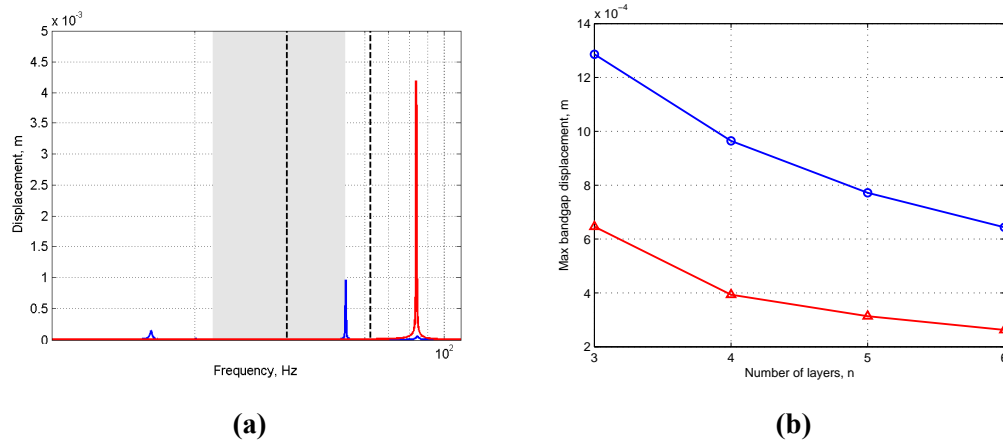 x 10⁻³
5
4.5
4
3.5
3
2.5
2
1.5
1
0.5
0
Displacement, m
10²
Frequency, Hz
(a)
x 10⁻⁴
14
12
10
8
6
4
2
Max bandgap displacement, m
3 4 5 6
Number of layers, n
(b)